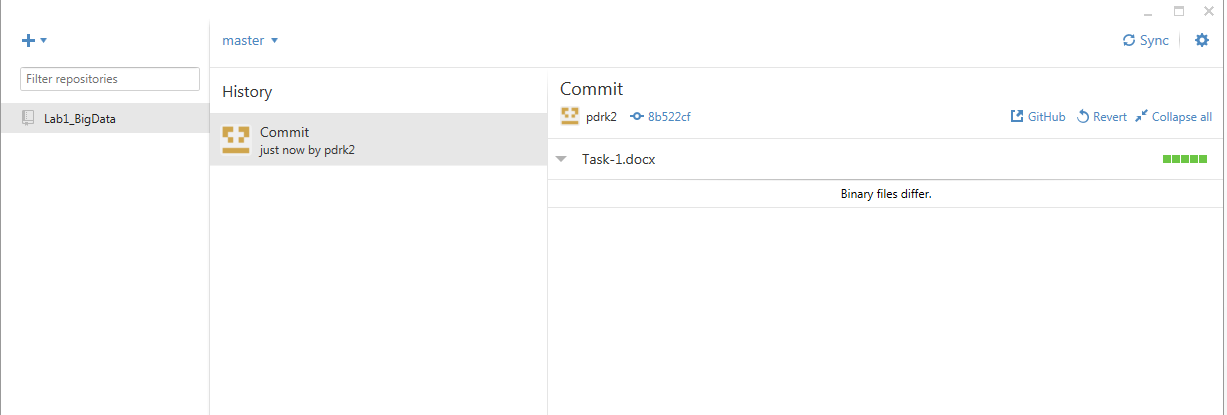 master
Sync
Filter repositories
Lab1_BigData
History
Commit
just now by pdrk2
Commit
pdrk2 8b522cf
GitHub Revert Collapse all
Task-1.docx
Binary files differ.